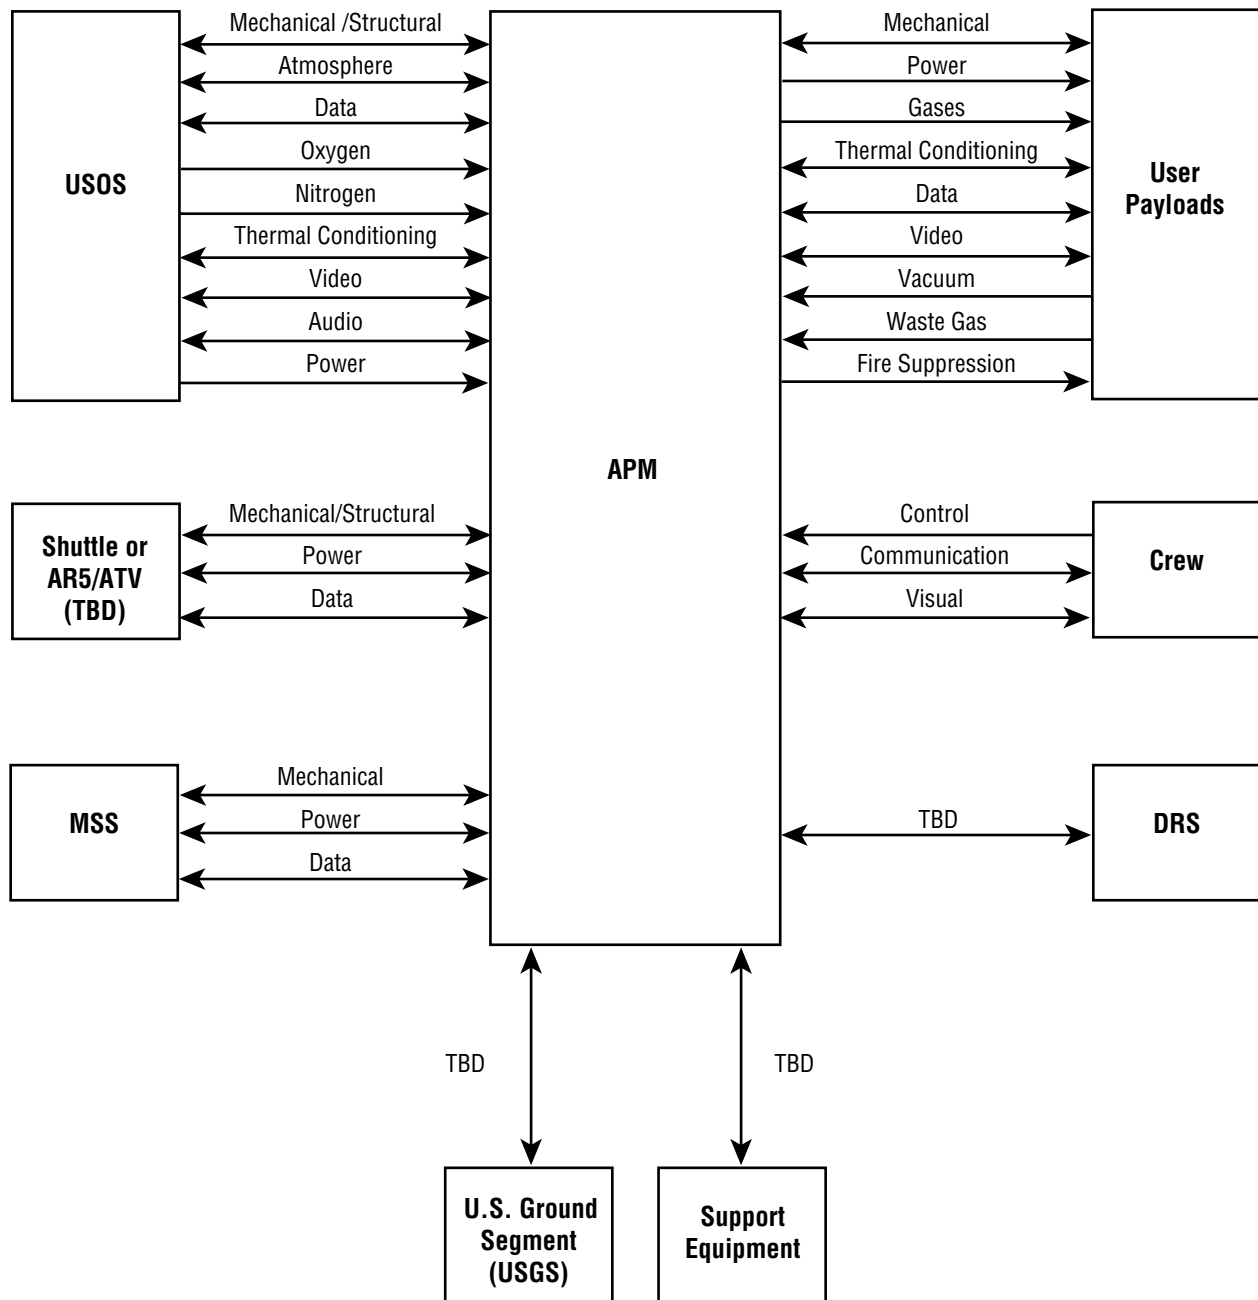 Mechanical /Structural
Atmosphere
Data
Oxygen
Nitrogen
Thermal Conditioning
Video
Audio
Power
USOS
APM
Mechanical
Power
Gases
Thermal Conditioning
Data
Video
Vacuum
Waste Gas
Fire Suppression
User
Payloads
Shuttle or
AR5/ATV
(TBD)
Mechanical/Structural
Power
Data
Control
Communication
Visual
Crew
MSS
Mechanical
Power
Data
TBD
DRS
TBD
TBD
U.S. Ground
Segment
(USGS)
Support
Equipment